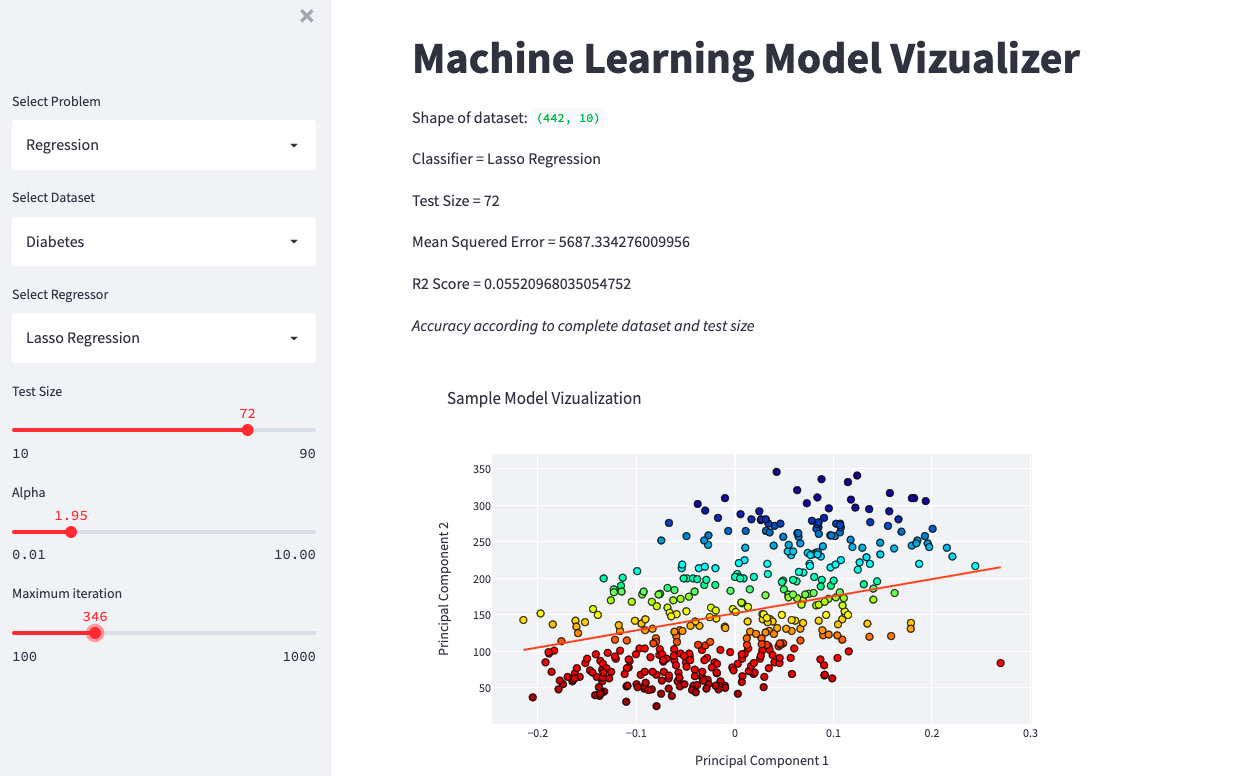 ×
Select Problem
Regression
Select Dataset
Diabetes
Select Regressor
Lasso Regression
Test Size
72
10 90
Alpha
1.95
0.01 10.00
Maximum iteration
346
100 1000
Machine Learning Model Vizualizer
Shape of dataset: (442, 10)
Classifier = Lasso Regression
Test Size = 72
Mean Squered Error = 5687.334276009956
R2 Score = 0.05520968035054752
Accuracy according to complete dataset and test size
Sample Model Vizualization
Principal Component 2
350
300
250
200
150
100
50
−0.2 −0.1 0 0.1 0.2 0.3
Principal Component 1